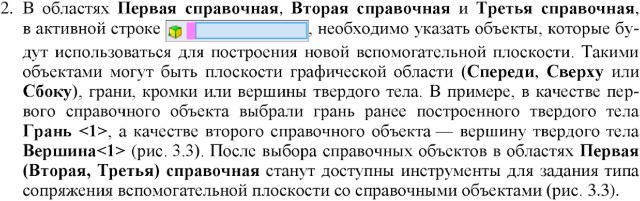 2. В областях Первая справочная, Вторая справочная и Третья справочная,
в активной строке , необходимо указать объекты, которые бу-
дут использоваться для построения новой вспомогательной плоскости. Такими
объектами могут быть плоскости графической области (Спереди, Сверху или
Сбоку), грани, кромки или вершины твердого тела. В примере, в качестве пер-
вого справочного объекта выбрали грань ранее построенного твердого тела
Грань <1>, а качестве второго справочного объекта — вершину твердого тела
Вершина<1> (рис. 3.3). После выбора справочных объектов в областях Первая
(Вторая, Третья) справочная станут доступны инструменты для задания типа
сопряжения вспомогательной плоскости со справочными объектами (рис. 3.3).